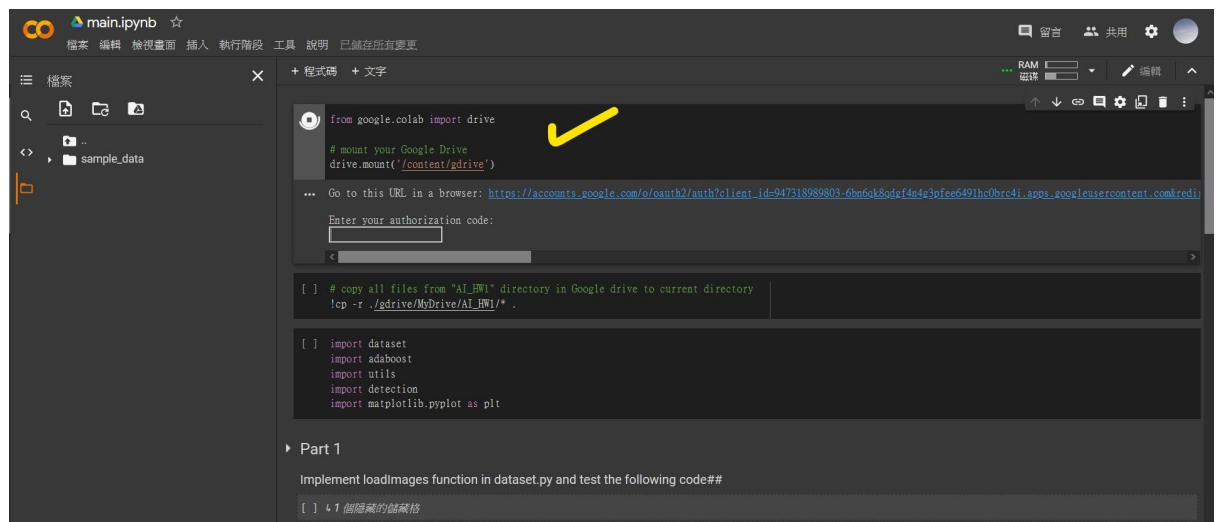 main.ipynb
檔案 編輯 檢視畫面 插入 執行階段 工具 說明 已儲存所有變更
留言 共用
檔案
+ 程式碼 + 文字
RAM
磁碟
編輯
..
sample_data
from google.colab import drive
# mount your Google Drive
drive.mount('/content/gdrive')
Go to this URL in a browser: https://accounts.google.com/o/oauth2/auth?client_id=947318989803-6bn6qk8qdgf4n4g3pfee6491hc0brc4i.apps.googleusercontent.com&redi
Enter your authorization code:
[ ] # copy all files from "AI_HW1" directory in Google drive to current directory
!cp -r ./gdrive/MyDrive/AI_HW1/* .
[ ] import dataset
import adaboost
import utils
import detection
import matplotlib.pyplot as plt
Part 1
Implement loadImages function in dataset.py and test the following code##
[ ] ↳ 1 個隱藏的儲藏格